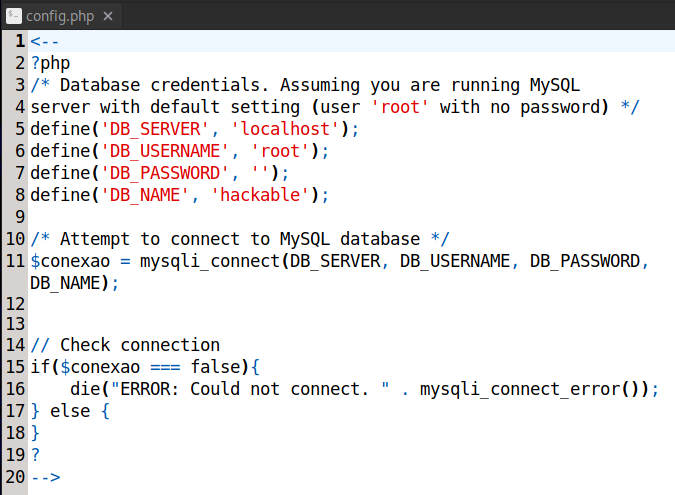 config.php ×
1 <--
2 ?php
3 /* Database credentials. Assuming you are running MySQL
4 server with default setting (user 'root' with no password) */
5 define('DB_SERVER', 'localhost');
6 define('DB_USERNAME', 'root');
7 define('DB_PASSWORD', '');
8 define('DB_NAME', 'hackable');
9
10 /* Attempt to connect to MySQL database */
11 $conexao = mysqli_connect(DB_SERVER, DB_USERNAME, DB_PASSWORD,
DB_NAME);
12
13
14 // Check connection
15 if($conexao === false){
16     die("ERROR: Could not connect. " . mysqli_connect_error());
17 } else {
18 }
19 ?
20 -->